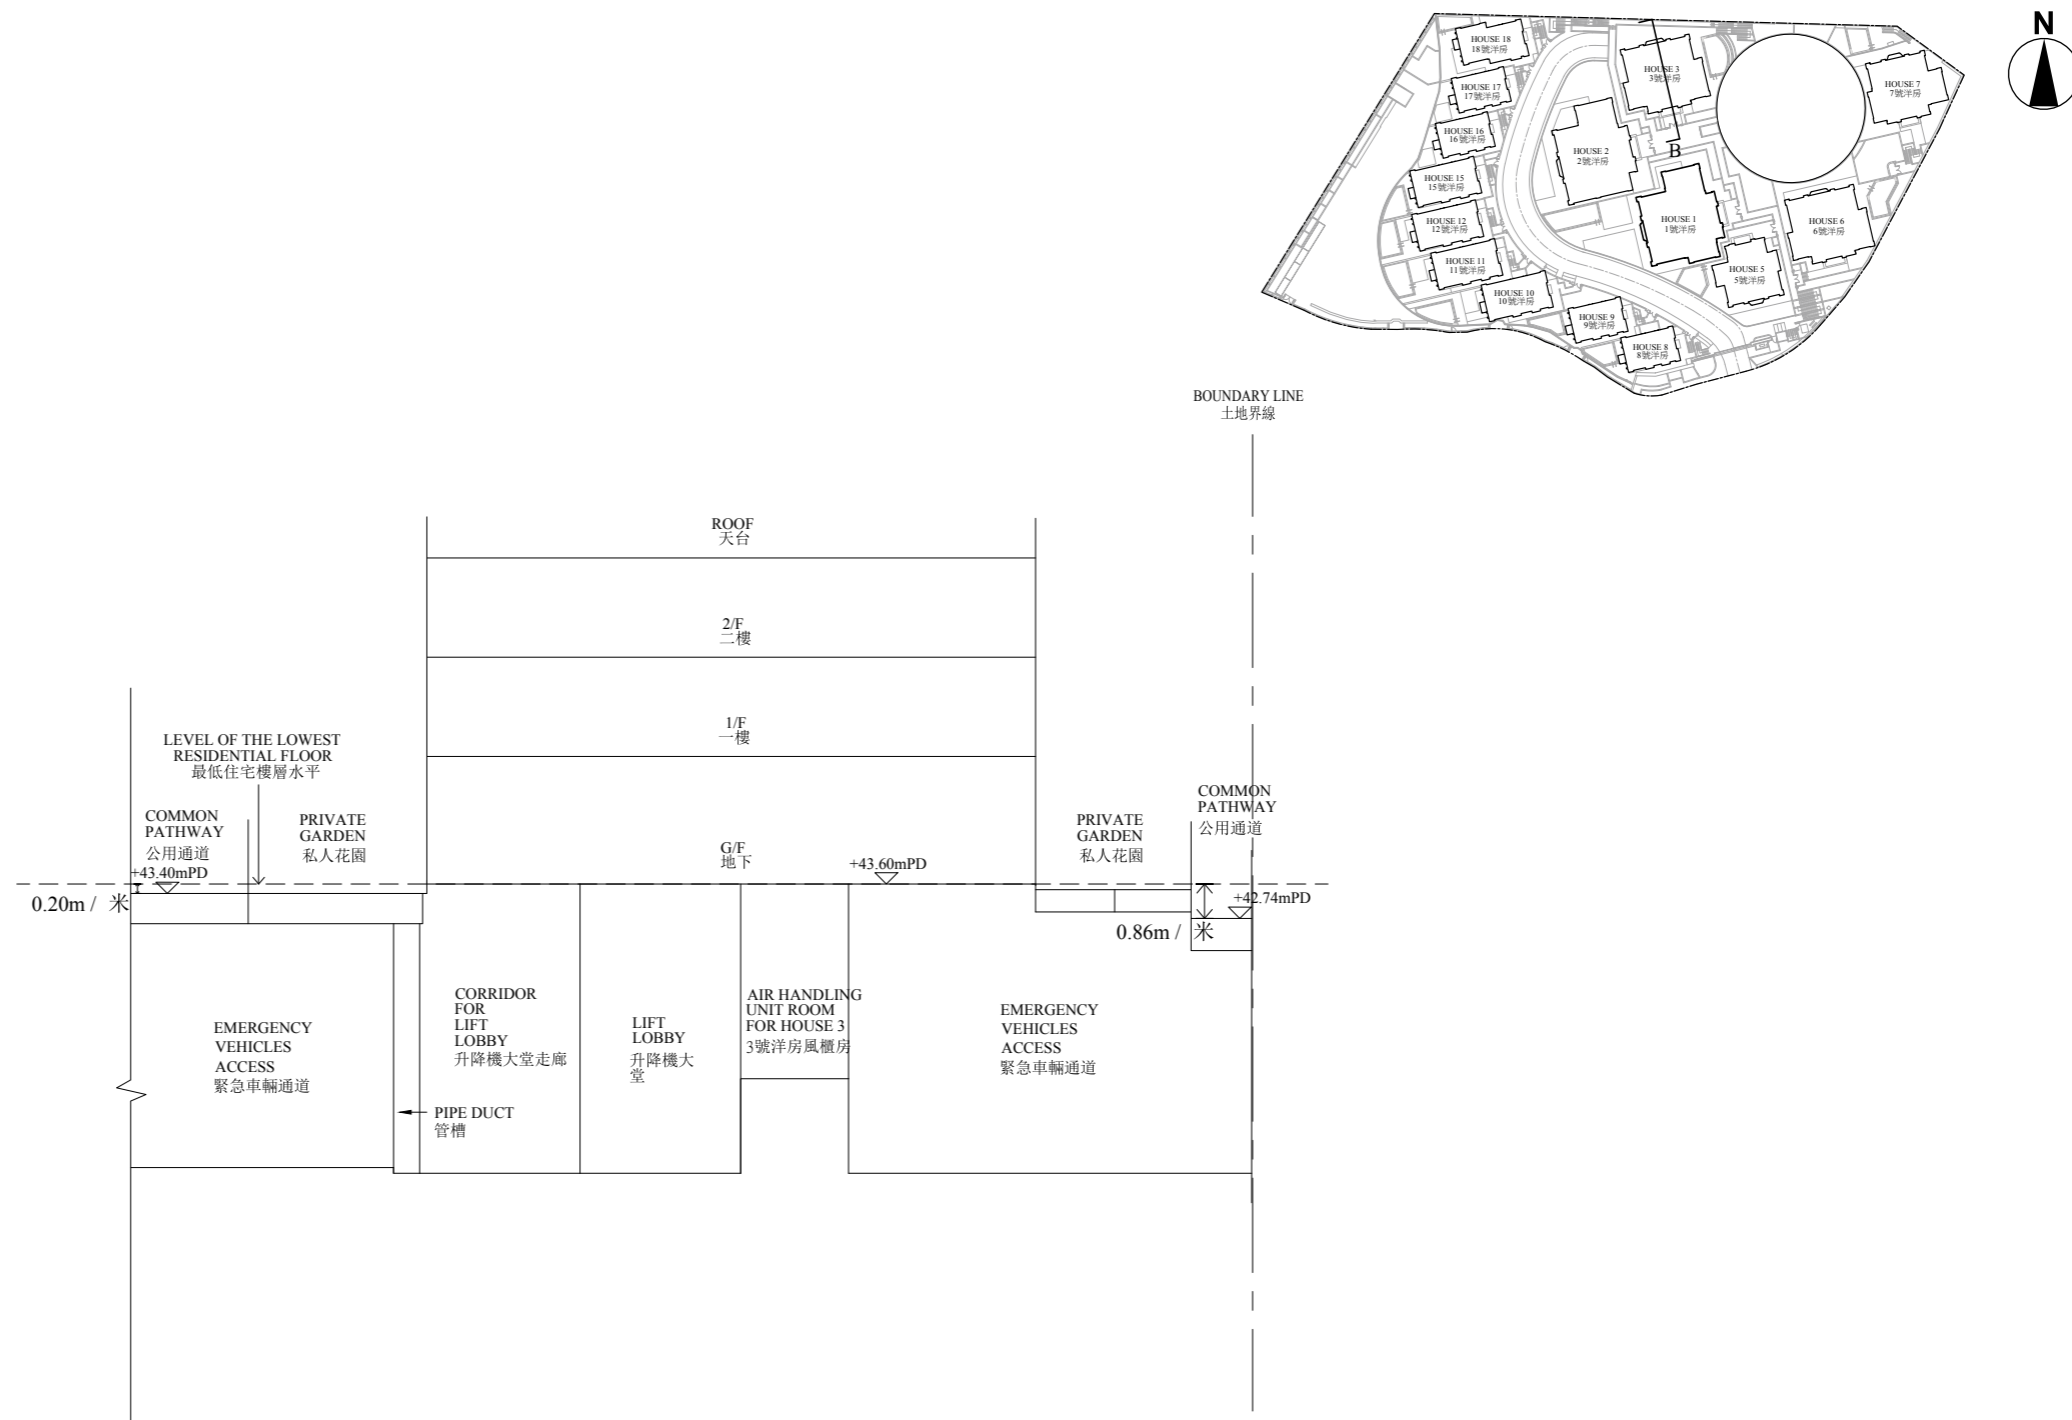 N
HOUSE 18
18號洋房
HOUSE 17
17號洋房
HOUSE 16
16號洋房
HOUSE 15
15號洋房
HOUSE 12
12號洋房
HOUSE 11
11號洋房
HOUSE 10
10號洋房
HOUSE 9
9號洋房
HOUSE 8
8號洋房
HOUSE 3
3號洋房
HOUSE 2
2號洋房
B
HOUSE 1
1號洋房
HOUSE 5
5號洋房
HOUSE 6
6號洋房
HOUSE 7
7號洋房
BOUNDARY LINE
土地界線
ROOF
天台
2/F
二樓
1/F
一樓
G/F
地下
+43.60mPD
LEVEL OF THE LOWEST
RESIDENTIAL FLOOR
最低住宅樓層水平
COMMON
PATHWAY
公用通道
+43.40mPD
PRIVATE
GARDEN
私人花園
0.20m / 米
PRIVATE
GARDEN
私人花園
COMMON
PATHWAY
公用通道
+42.74mPD
0.86m / 米
EMERGENCY
VEHICLES
ACCESS
緊急車輛通道
PIPE DUCT
管槽
CORRIDOR
FOR
LIFT
LOBBY
升降機大堂走廊
LIFT
LOBBY
升降機大
堂
AIR HANDLING
UNIT ROOM
FOR HOUSE 3
3號洋房風櫃房
EMERGENCY
VEHICLES
ACCESS
緊急車輛通道